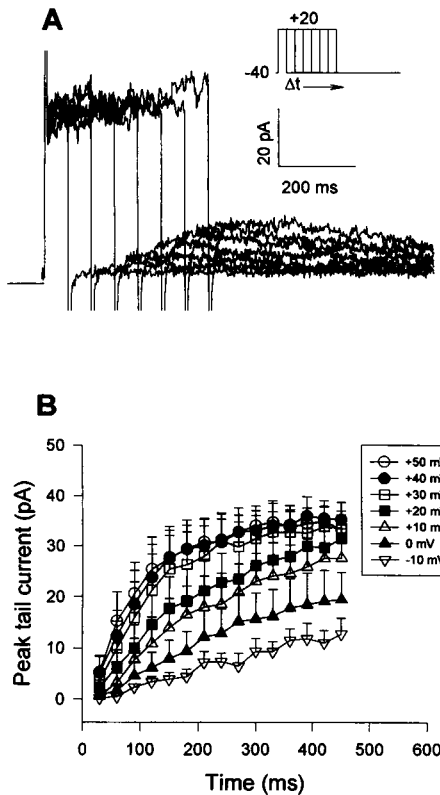 A
+20
-40
Δt
20 pA
200 ms
B
Peak tail current (pA)
50
40
30
20
10
0
+50 m
+40 m
+30 m
+20 m
+10 m
0 mV
-10 mV
0 100 200 300 400 500 600
Time (ms)